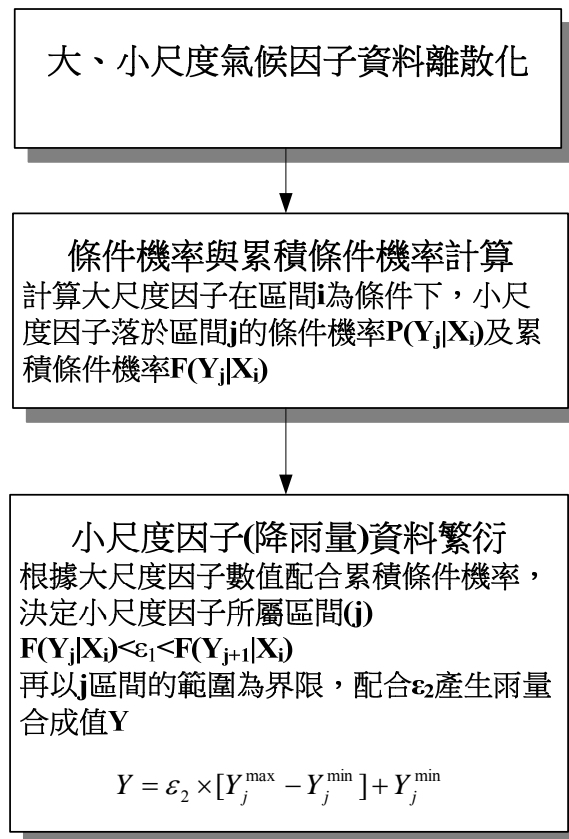 大、小尺度氣候因子資料離散化
條件機率與累積條件機率計算
計算大尺度因子在區間i為條件下，小尺
度因子落於區間j的條件機率P(Yj|Xi)及累
積條件機率F(Yj|Xi)
小尺度因子(降雨量)資料繁衍
根據大尺度因子數值配合累積條件機率，
決定小尺度因子所屬區間(j)
F(Yj|Xi)<ε1<F(Yj+1|Xi)
再以j區間的範圍為界限，配合ε2產生雨量
合成值Y
Y = ε2 × [Yj^max − Yj^min] + Yj^min